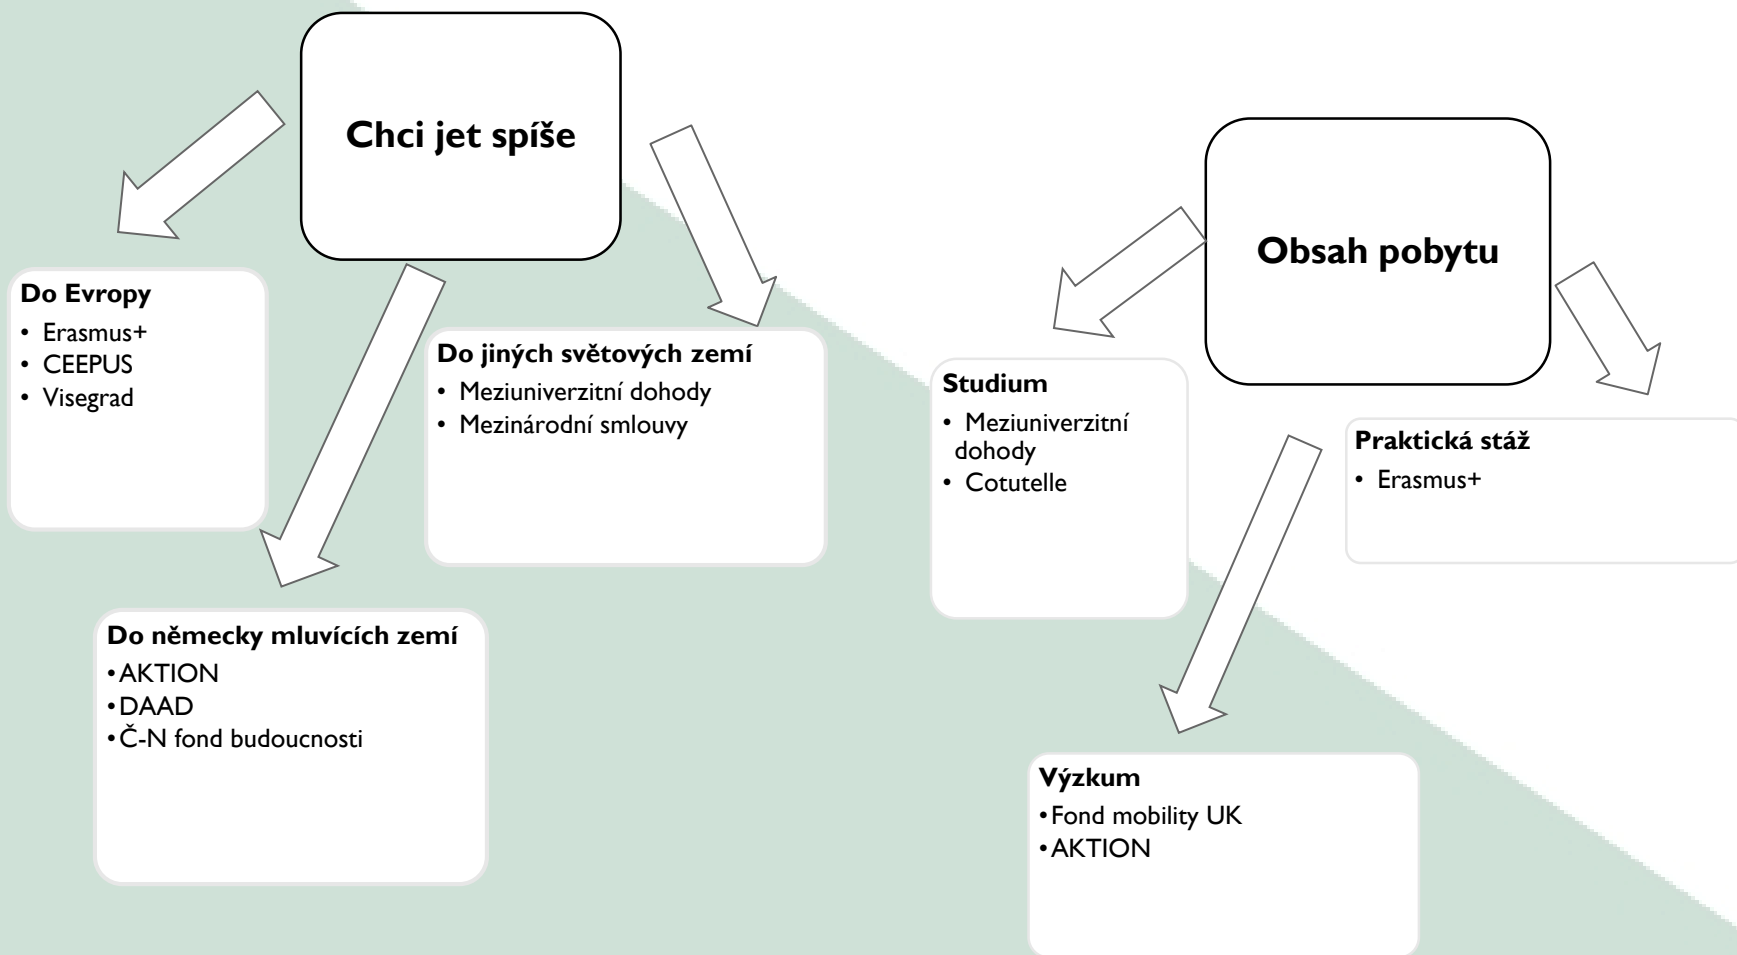 Chci jet spíše
Do Evropy
• Erasmus+
• CEEPUS
• Visegrad
Do jiných světových zemí
• Meziuniverzitní dohody
• Mezinárodní smlouvy
Do německy mluvících zemí
•AKTION
•DAAD
•Č-N fond budoucnosti
Obsah pobytu
Studium
• Meziuniverzitní
dohody
• Cotutelle
Praktická stáž
• Erasmus+
Výzkum
•Fond mobility UK
•AKTION